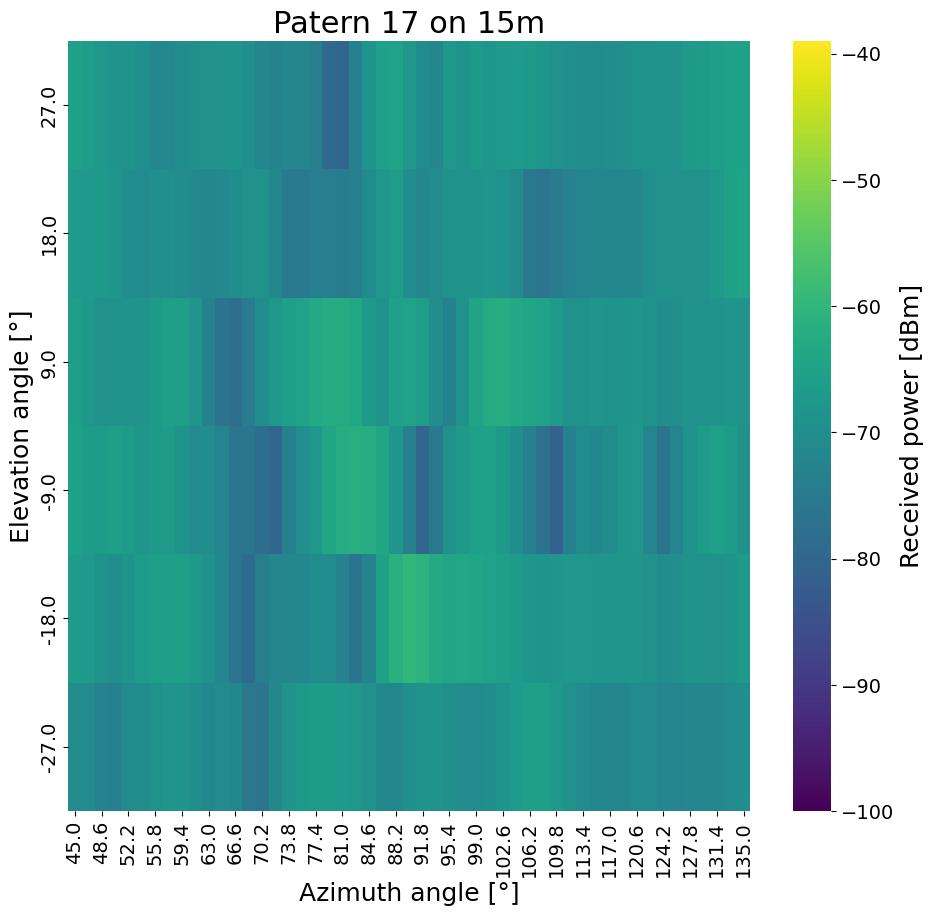 Patern 17 on 15m
Elevation angle [°]
27.0
18.0
9.0
-9.0
-18.0
-27.0
45.0 48.6 52.2 55.8 59.4 63.0 66.6 70.2 73.8 77.4 81.0 84.6 88.2 91.8 95.4 99.0 102.6 106.2 109.8 113.4 117.0 120.6 124.2 127.8 131.4 135.0
Azimuth angle [°]
−40
−50
−60
−70
−80
−90
−100
Received power [dBm]